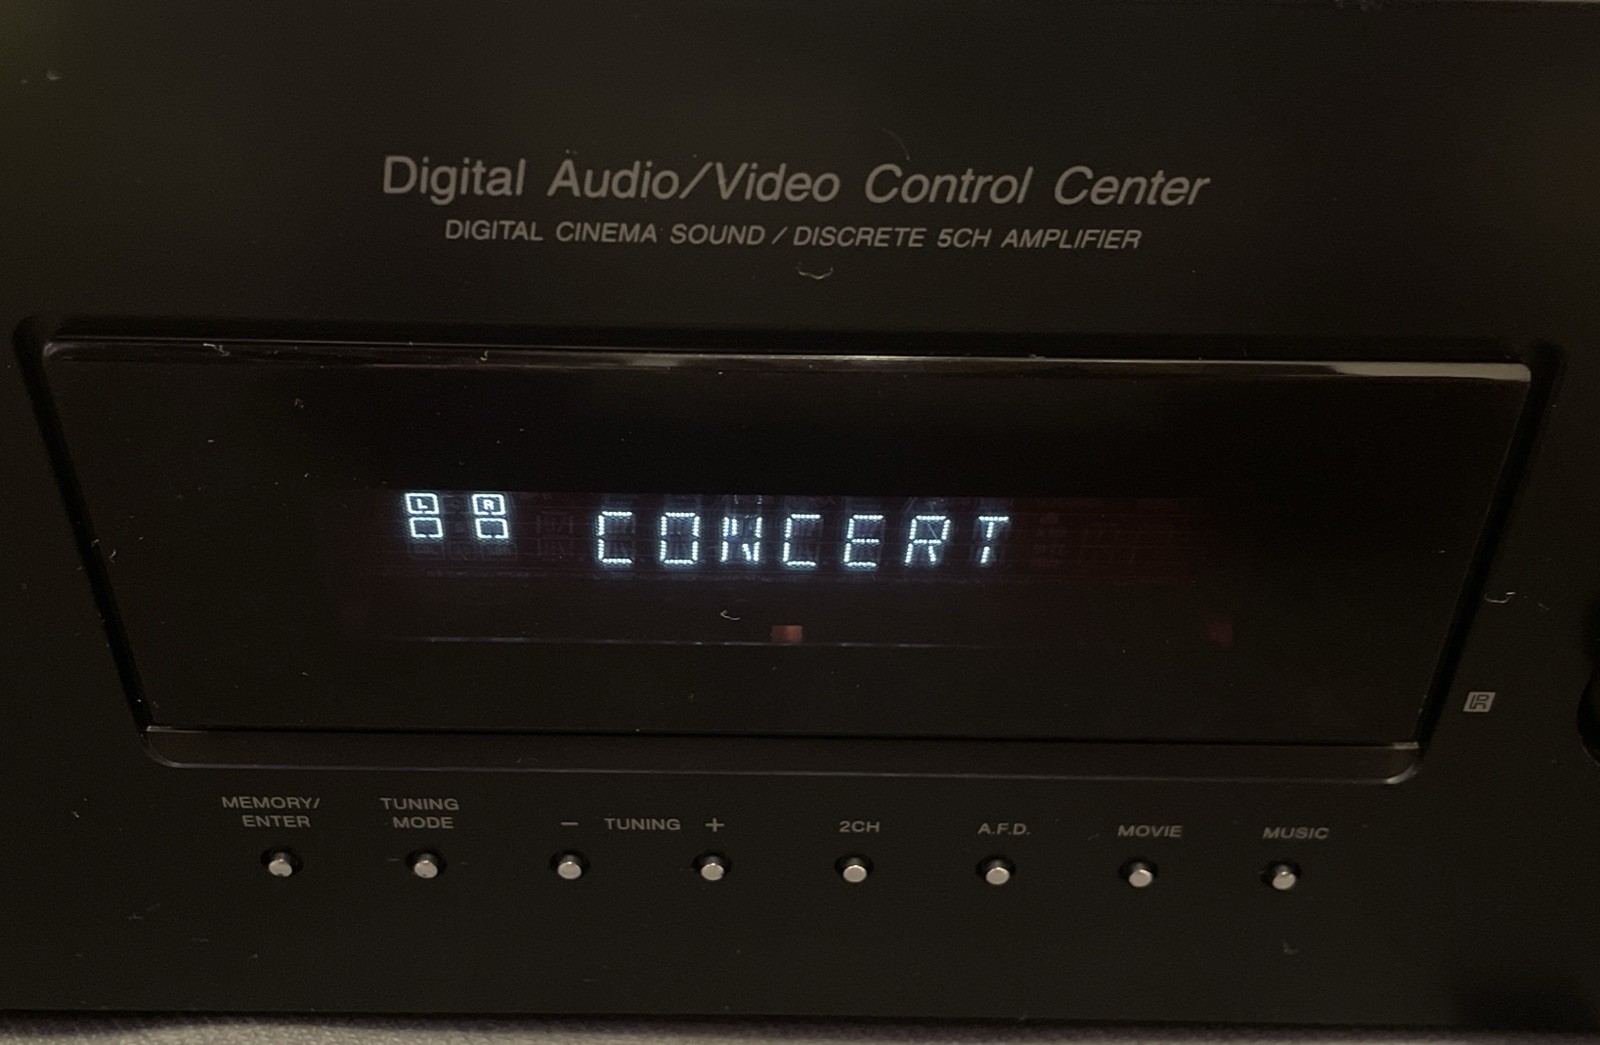 Digital Audio/Video Control Center
DIGITAL CINEMA SOUND / DISCRETE 5CH AMPLIFIER
L R
CONCERT
MEMORY/
ENTER
TUNING
MODE
– TUNING +
2CH
A.F.D.
MOVIE
MUSIC